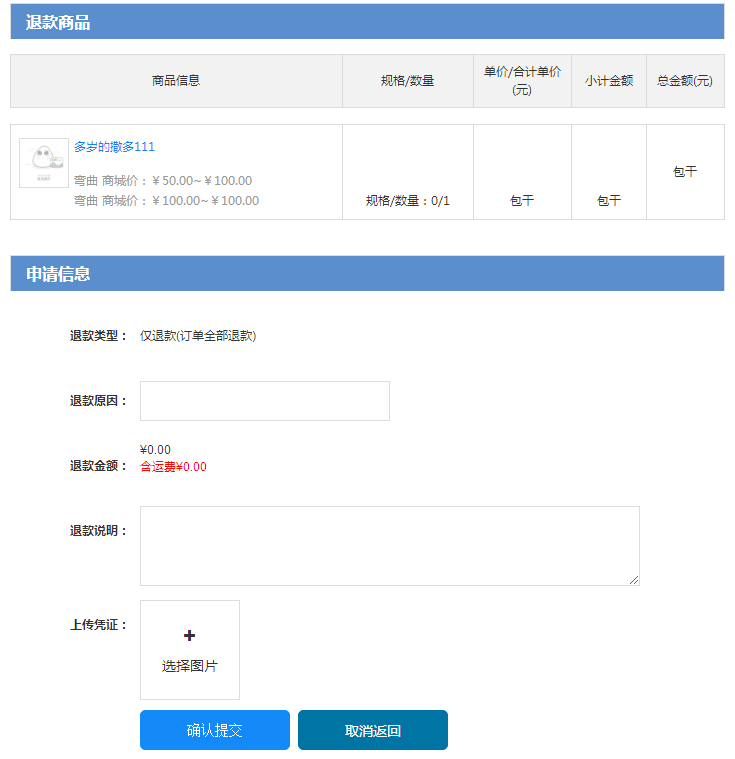 退款商品
商品信息
规格/数量
单价/合计单价
(元)
小计金额
总金额(元)
多岁的撒多111
弯曲 商城价：￥50.00~￥100.00
弯曲 商城价：￥100.00~￥100.00
规格/数量：0/1
包干
包干
包干
申请信息
退款类型： 仅退款(订单全部退款)
退款原因：
退款金额： ¥0.00
含运费¥0.00
退款说明：
上传凭证：
+
选择图片
确认提交
取消返回